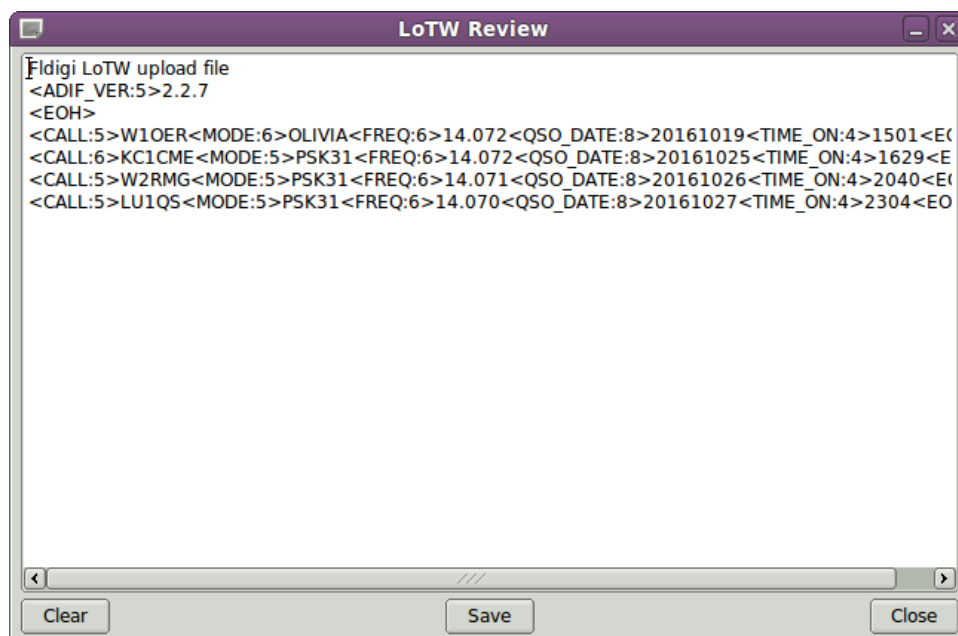 LoTW Review
Fldigi LoTW upload file
<ADIF_VER:5>2.2.7
<EOH>
<CALL:5>W1OER<MODE:6>OLIVIA<FREQ:6>14.072<QSO_DATE:8>20161019<TIME_ON:4>1501<EO
<CALL:6>KC1CME<MODE:5>PSK31<FREQ:6>14.072<QSO_DATE:8>20161025<TIME_ON:4>1629<E
<CALL:5>W2RMG<MODE:5>PSK31<FREQ:6>14.071<QSO_DATE:8>20161026<TIME_ON:4>2040<EO
<CALL:5>LU1QS<MODE:5>PSK31<FREQ:6>14.070<QSO_DATE:8>20161027<TIME_ON:4>2304<EO
Clear Save Close